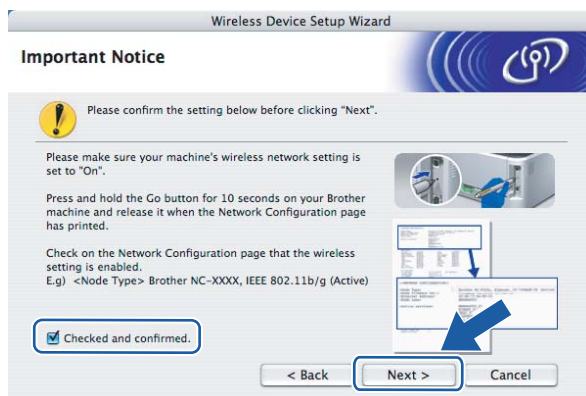 Wireless Device Setup Wizard
Important Notice
Please confirm the setting below before clicking "Next".
Please make sure your machine's wireless network setting is
set to "On".
Press and hold the Go button for 10 seconds on your Brother
machine and release it when the Network Configuration page
has printed.
Check on the Network Configuration page that the wireless
setting is enabled.
E.g) <Node Type> Brother NC-XXXX, IEEE 802.11b/g (Active)
Checked and confirmed.
< Back
Next >
Cancel